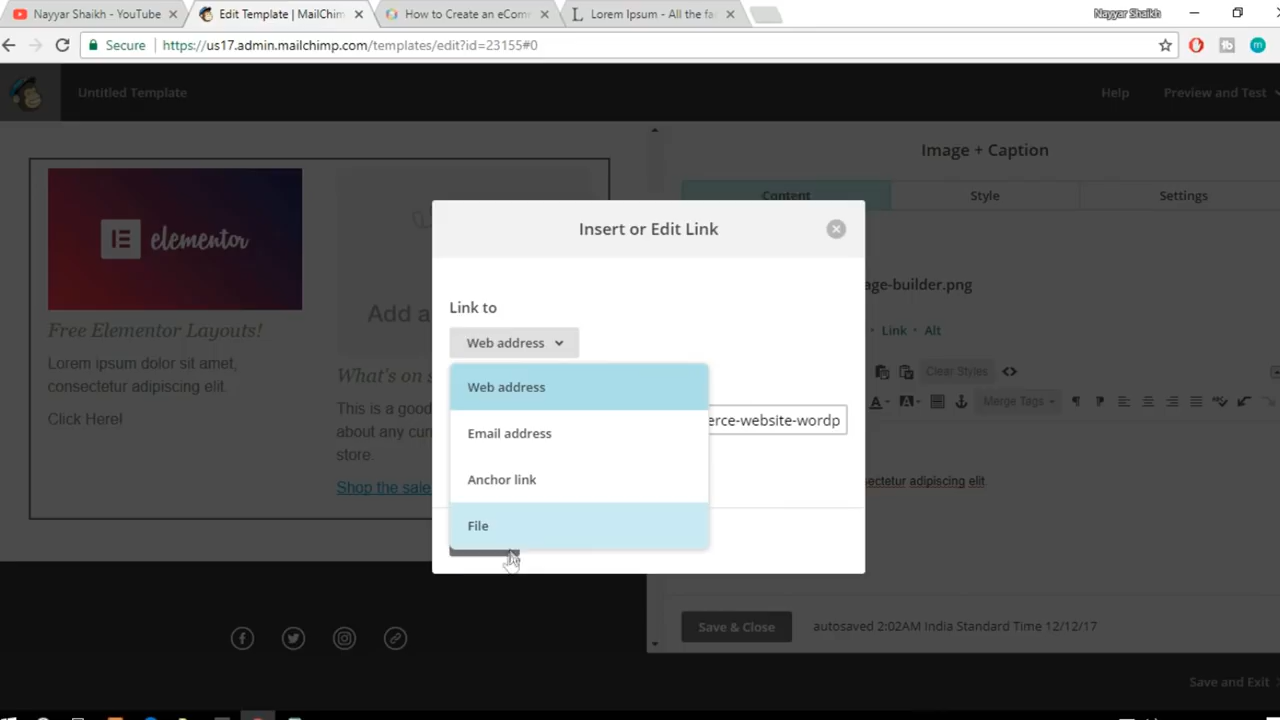 Nayyar Shaikh - YouTube
Edit Template | MailChim
How to Create an eComm
Lorem Ipsum - All the fa
Nayyar Shaikh
Secure
https://us17.admin.mailchimp.com/templates/edit?id=23155#0
Untitled Template
Help
Preview and Test
Image + Caption
Content
Style
Settings
elementor
Add a
Free Elementor Layouts!
Lorem ipsum dolor sit amet,
consectetur adipiscing elit.
Click Here!
What's on s
This is a good
about any curr
store.
Shop the sale
Insert or Edit Link
Link to
Web address
Web address
Email address
Anchor link
File
erce-website-wordp
age-builder.png
· Link · Alt
Clear Styles
Merge Tags
sectetur adipiscing elit.
Save & Close
autosaved 2:02AM India Standard Time 12/12/17
Save and Exit